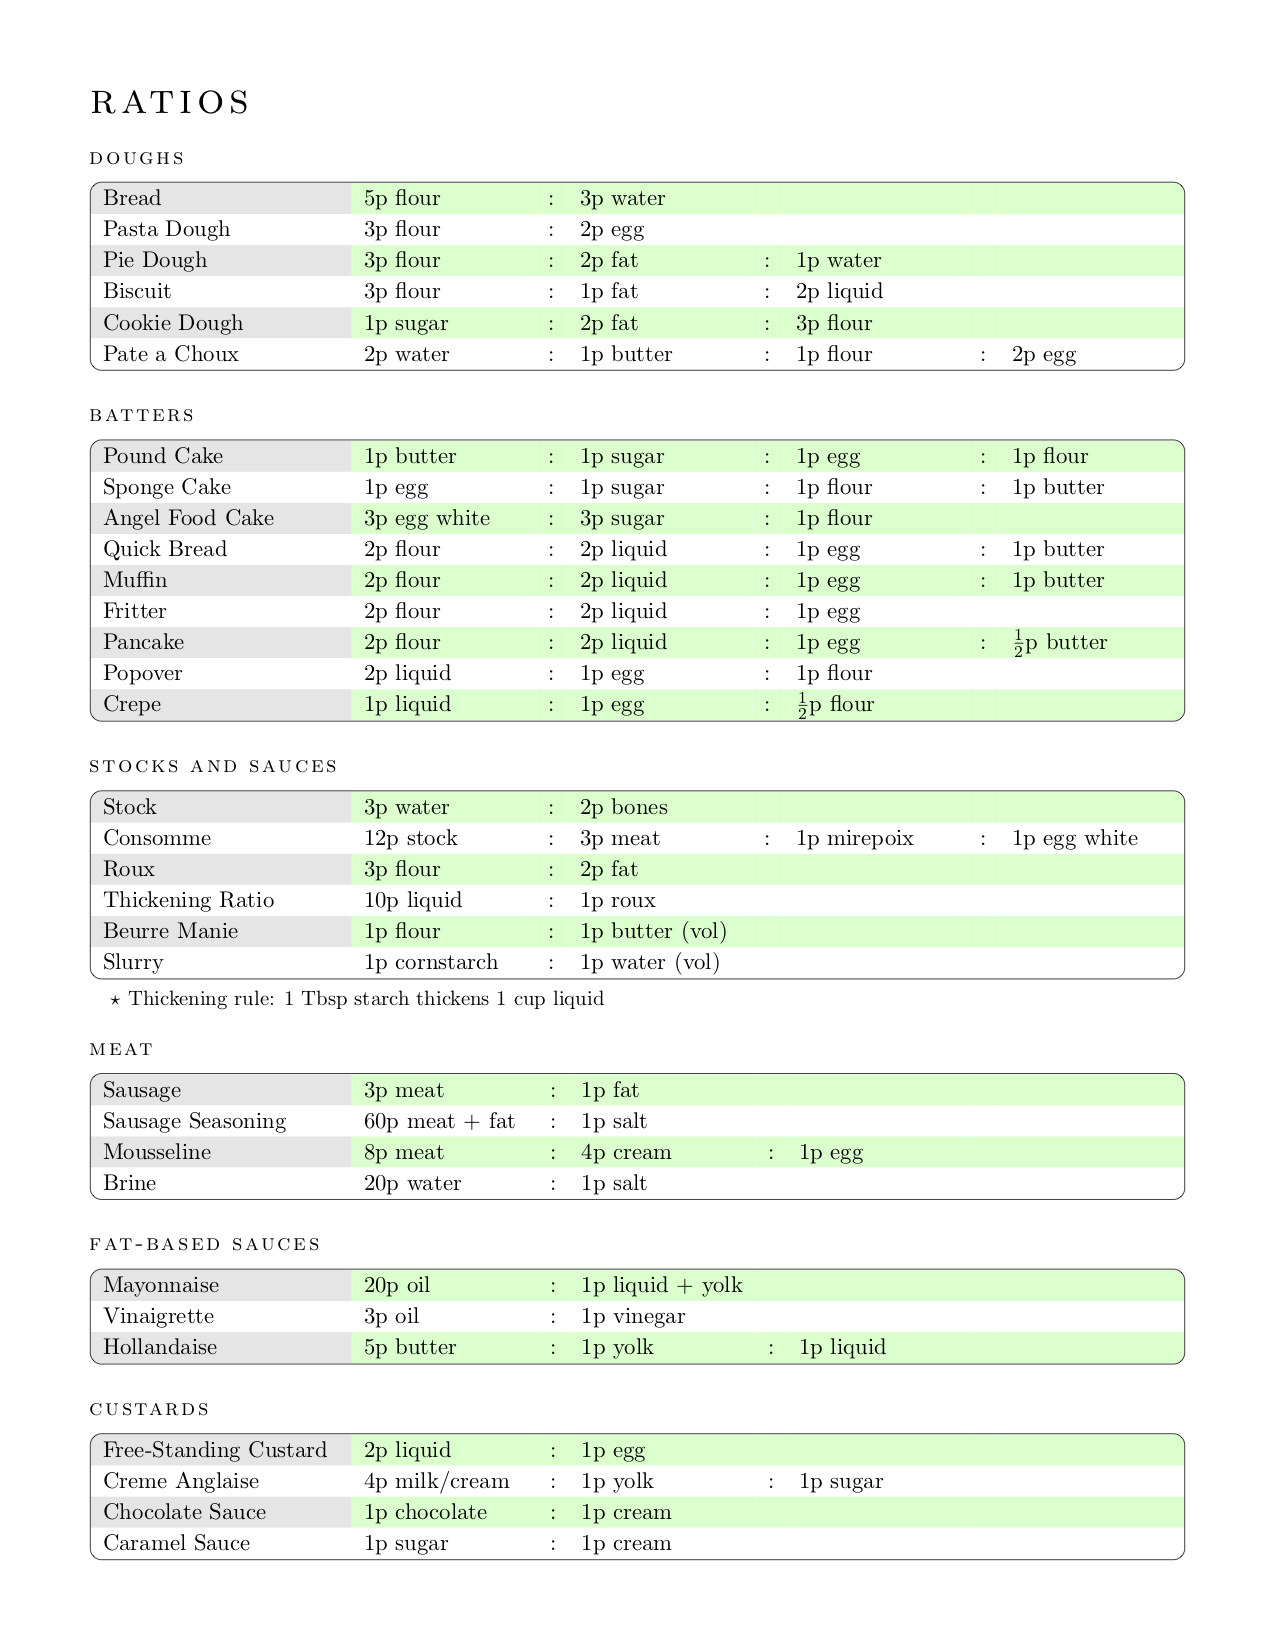 RATIOS
DOUGHS
Bread 5p flour : 3p water
Pasta Dough 3p flour : 2p egg
Pie Dough 3p flour : 2p fat : 1p water
Biscuit 3p flour : 1p fat : 2p liquid
Cookie Dough 1p sugar : 2p fat : 3p flour
Pate a Choux 2p water : 1p butter : 1p flour : 2p egg
BATTERS
Pound Cake 1p butter : 1p sugar : 1p egg : 1p flour
Sponge Cake 1p egg : 1p sugar : 1p flour : 1p butter
Angel Food Cake 3p egg white : 3p sugar : 1p flour
Quick Bread 2p flour : 2p liquid : 1p egg : 1p butter
Muffin 2p flour : 2p liquid : 1p egg : 1p butter
Fritter 2p flour : 2p liquid : 1p egg
Pancake 2p flour : 2p liquid : 1p egg : ½p butter
Popover 2p liquid : 1p egg : 1p flour
Crepe 1p liquid : 1p egg : ½p flour
STOCKS AND SAUCES
Stock 3p water : 2p bones
Consomme 12p stock : 3p meat : 1p mirepoix : 1p egg white
Roux 3p flour : 2p fat
Thickening Ratio 10p liquid : 1p roux
Beurre Manie 1p flour : 1p butter (vol)
Slurry 1p cornstarch : 1p water (vol)
⋆ Thickening rule: 1 Tbsp starch thickens 1 cup liquid
MEAT
Sausage 3p meat : 1p fat
Sausage Seasoning 60p meat + fat : 1p salt
Mousseline 8p meat : 4p cream : 1p egg
Brine 20p water : 1p salt
FAT-BASED SAUCES
Mayonnaise 20p oil : 1p liquid + yolk
Vinaigrette 3p oil : 1p vinegar
Hollandaise 5p butter : 1p yolk : 1p liquid
CUSTARDS
Free-Standing Custard 2p liquid : 1p egg
Creme Anglaise 4p milk/cream : 1p yolk : 1p sugar
Chocolate Sauce 1p chocolate : 1p cream
Caramel Sauce 1p sugar : 1p cream